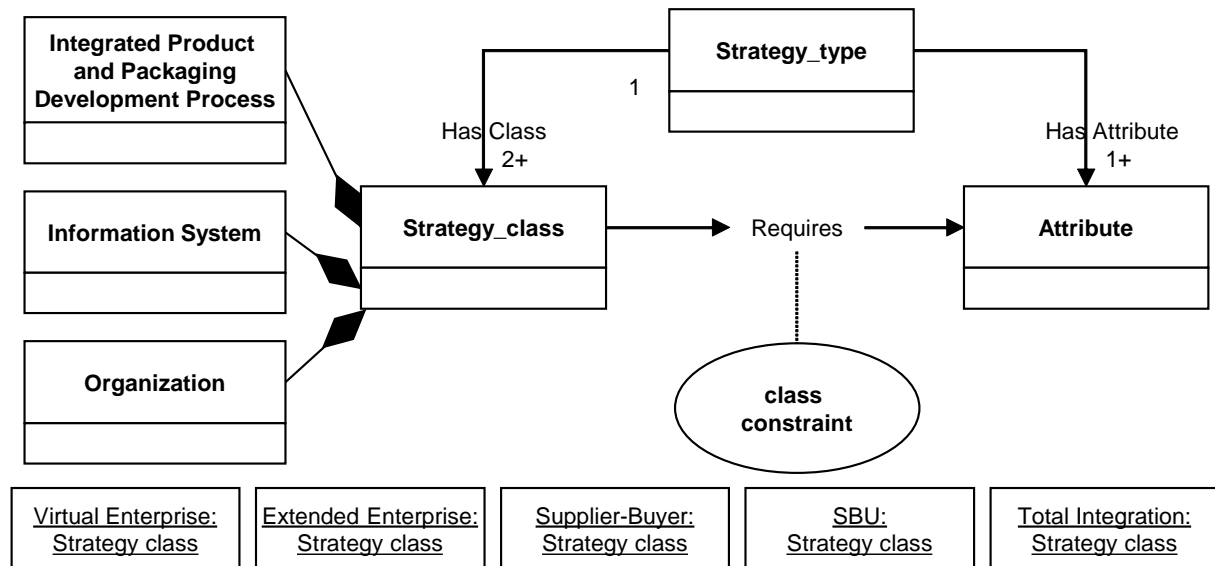 Integrated Product
and Packaging
Development Process
Strategy_type
1
Has Class
2+
Has Attribute
1+
Information System
Strategy_class
Requires
Attribute
Organization
class
constraint
Virtual Enterprise:
Strategy class
Extended Enterprise:
Strategy class
Supplier-Buyer:
Strategy class
SBU:
Strategy class
Total Integration:
Strategy class